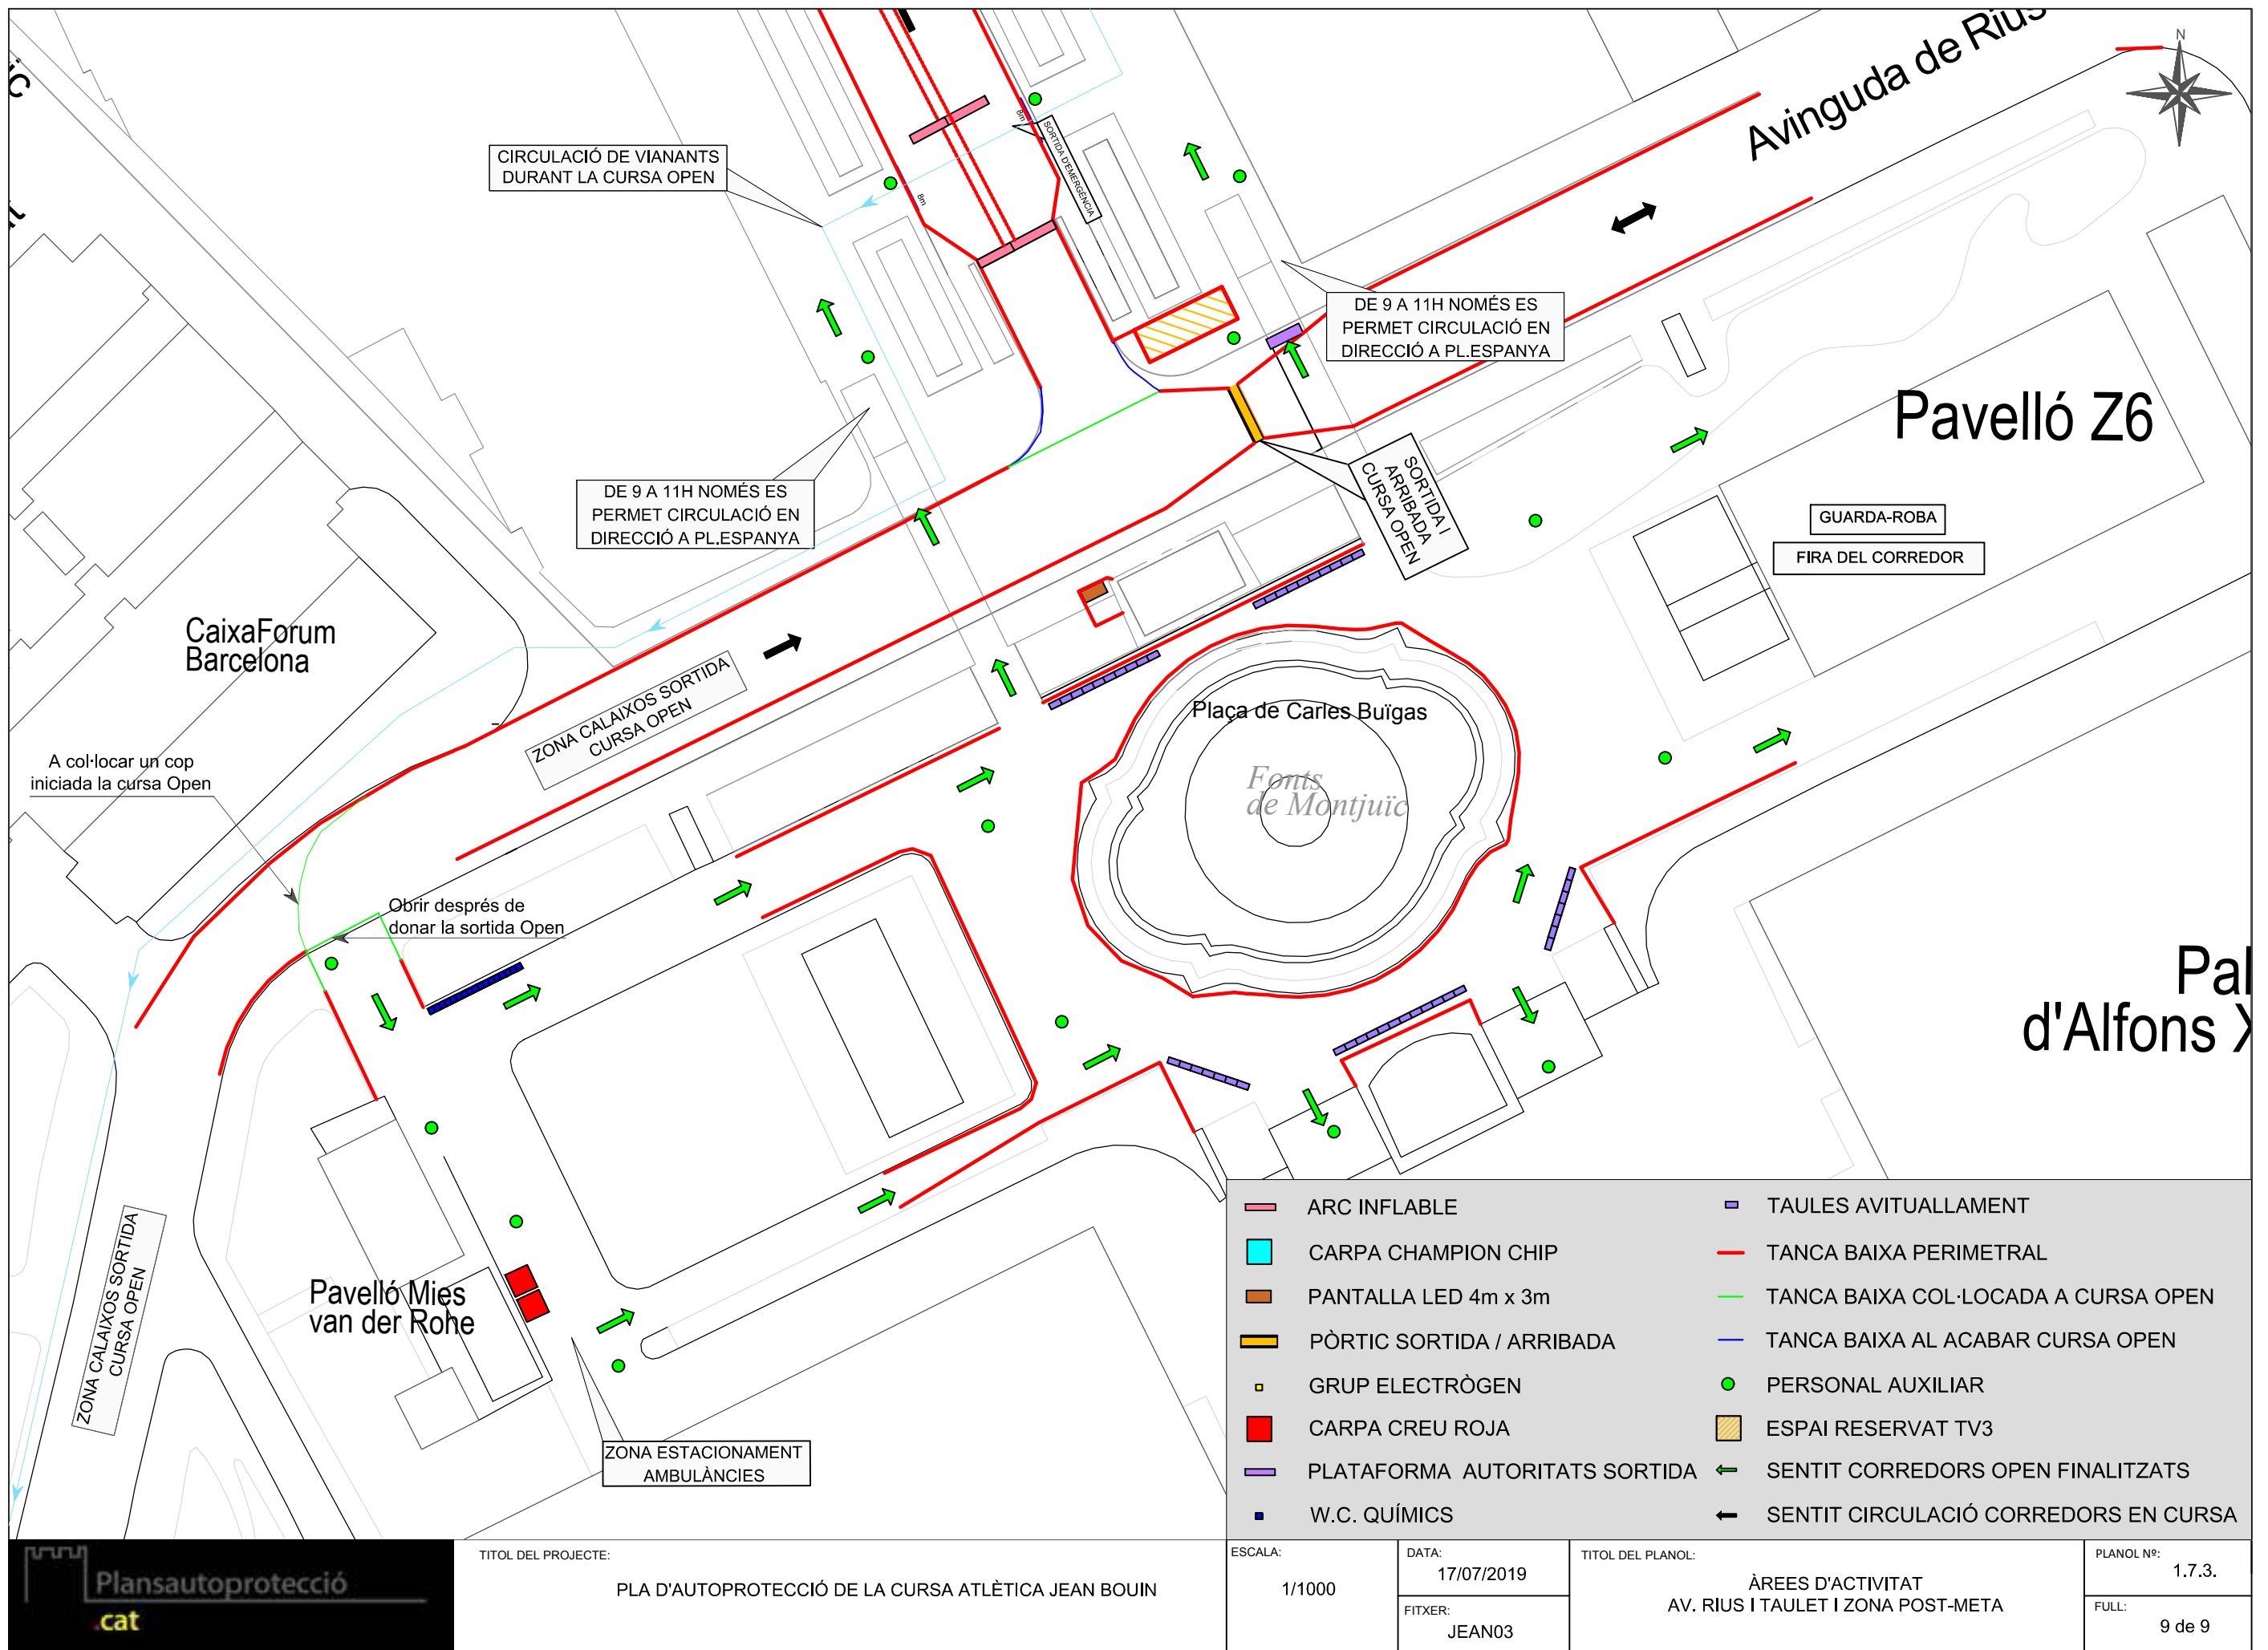 Avinguda de Rius
N
CIRCULACIÓ DE VIANANTS
DURANT LA CURSA OPEN
8m
8m
SORTIDA D'EMERGÈNCIA
DE 9 A 11H NOMÉS ES
PERMET CIRCULACIÓ EN
DIRECCIÓ A PL.ESPANYA
Pavelló Z6
SORTIDA I
ARRIBADA
CURSA OPEN
DE 9 A 11H NOMÉS ES
PERMET CIRCULACIÓ EN
DIRECCIÓ A PL.ESPANYA
GUARDA-ROBA
FIRA DEL CORREDOR
CaixaForum
Barcelona
ZONA CALAIXOS SORTIDA
CURSA OPEN
Plaça de Carles Buïgas
Fonts
de Montjuïc
A col·locar un cop
iniciada la cursa Open
Obrir després de
donar la sortida Open
Pal
d'Alfons X
ZONA CALAIXOS SORTIDA
CURSA OPEN
Pavelló Mies
van der Rohe
ZONA ESTACIONAMENT
AMBULÀNCIES
ARC INFLABLE
CARPA CHAMPION CHIP
PANTALLA LED 4m x 3m
PÒRTIC SORTIDA / ARRIBADA
GRUP ELECTRÒGEN
CARPA CREU ROJA
PLATAFORMA AUTORITATS SORTIDA
W.C. QUÍMICS
TAULES AVITUALLAMENT
TANCA BAIXA PERIMETRAL
TANCA BAIXA COL·LOCADA A CURSA OPEN
TANCA BAIXA AL ACABAR CURSA OPEN
PERSONAL AUXILIAR
ESPAI RESERVAT TV3
SENTIT CORREDORS OPEN FINALITZATS
SENTIT CIRCULACIÓ CORREDORS EN CURSA
Plansautoprotecció
.cat
TITOL DEL PROJECTE:
PLA D'AUTOPROTECCIÓ DE LA CURSA ATLÈTICA JEAN BOUIN
ESCALA:
1/1000
DATA:
17/07/2019
FITXER:
JEAN03
TITOL DEL PLANOL:
ÀREES D'ACTIVITAT
AV. RIUS I TAULET I ZONA POST-META
PLANOL Nº:
1.7.3.
FULL:
9 de 9